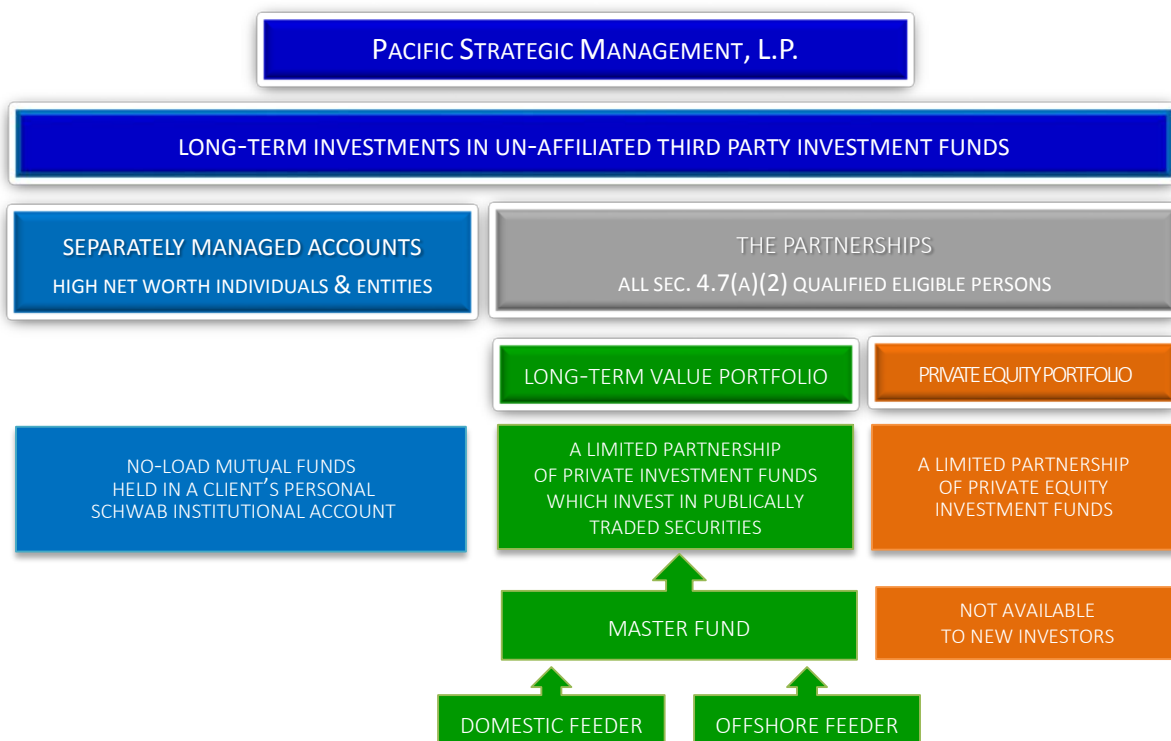 PACIFIC STRATEGIC MANAGEMENT, L.P.
LONG-TERM INVESTMENTS IN UN-AFFILIATED THIRD PARTY INVESTMENT FUNDS
SEPARATELY MANAGED ACCOUNTS
HIGH NET WORTH INDIVIDUALS & ENTITIES
THE PARTNERSHIPS
ALL SEC. 4.7(A)(2) QUALIFIED ELIGIBLE PERSONS
LONG-TERM VALUE PORTFOLIO
PRIVATE EQUITY PORTFOLIO
NO-LOAD MUTUAL FUNDS
HELD IN A CLIENT'S PERSONAL
SCHWAB INSTITUTIONAL ACCOUNT
A LIMITED PARTNERSHIP
OF PRIVATE INVESTMENT FUNDS
WHICH INVEST IN PUBLICALLY
TRADED SECURITIES
A LIMITED PARTNERSHIP
OF PRIVATE EQUITY
INVESTMENT FUNDS
MASTER FUND
NOT AVAILABLE
TO NEW INVESTORS
DOMESTIC FEEDER
OFFSHORE FEEDER